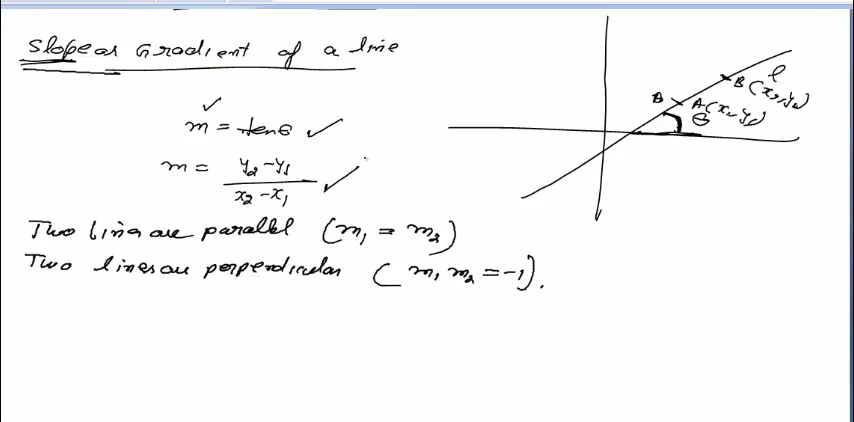 Slope or Gradient of a line
m = tanθ
m = y₂ - y₁ / x₂ - x₁
Two lines are parallel (m₁ = m₂)
Two lines are perpendicular (m₁ m₂ = -1).
l
B (x₂, y₂)
A (x₁, y₁)
θ